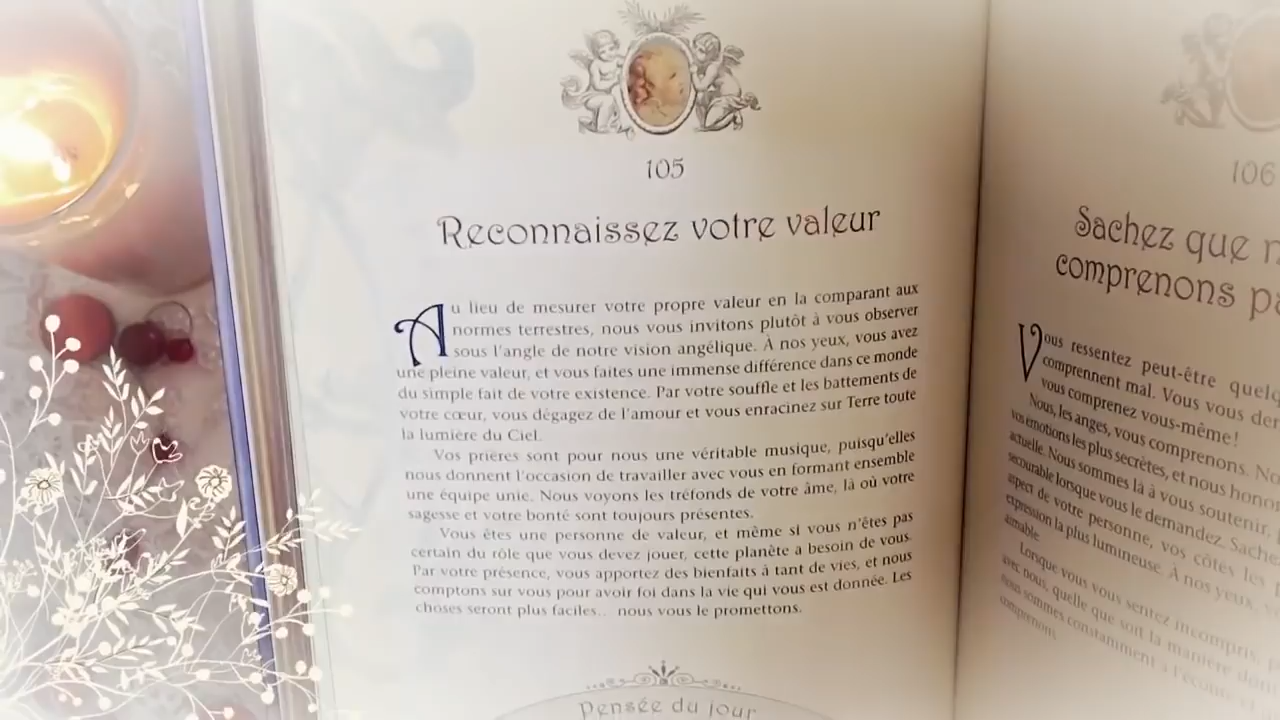 105
Reconnaissez votre valeur
Au lieu de mesurer votre propre valeur en la comparant aux
normes terrestres, nous vous invitons plutôt à vous observer
sous l'angle de notre vision angélique. À nos yeux, vous avez
une pleine valeur, et vous faites une immense différence dans ce monde
du simple fait de votre existence. Par votre souffle et les battements de
votre cœur, vous dégagez de l'amour et vous enracinez sur Terre toute
la lumière du Ciel.
Vos prières sont pour nous une véritable musique, puisqu'elles
nous donnent l'occasion de travailler avec vous en formant ensemble
une équipe unie. Nous voyons les tréfonds de votre âme, là où votre
sagesse et votre bonté sont toujours présentes.
Vous êtes une personne de valeur, et même si vous n'êtes pas
certain du rôle que vous devez jouer, cette planète a besoin de vous.
Par votre présence, vous apportez des bienfaits à tant de vies, et nous
comptons sur vous pour avoir foi dans la vie qui vous est donnée. Les
choses seront plus faciles... nous vous le promettons.
Pensée du jour
106
Sachez que
comprenons
Vous ressentez peut-être
comprennent mal. Vous vous
vous comprenez vous-même!
Nous, les anges, vous comprenons.
vos émotions les plus secrètes, et nous
actuelle. Nous sommes là à vous soutenir,
secourable lorsque vous le demandez.
aspect de votre personne, vos côtés les
expression la plus lumineuse. À nos yeux,
aimable.
Lorsque vous vous sentez incompris,
avec nous, quelle que soit la manière
nous sommes constamment à l'écoute
comprenons.